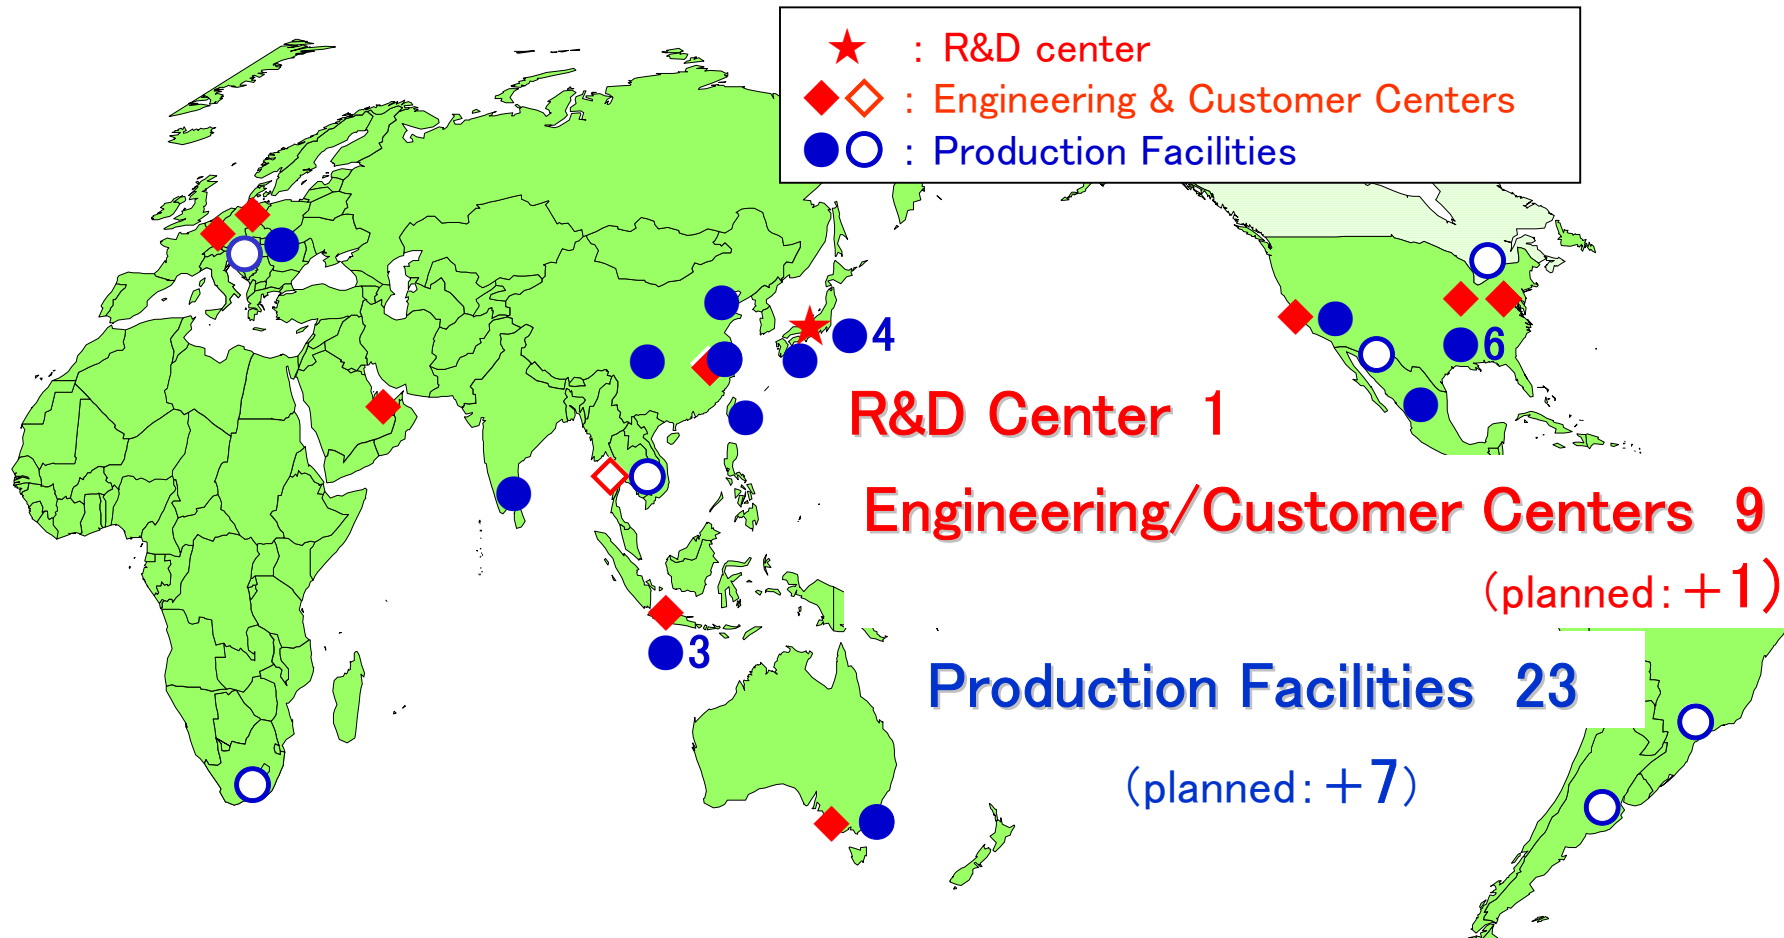 : R&D center
: Engineering & Customer Centers
: Production Facilities
4
6
R&D Center 1
Engineering/Customer Centers 9
(planned: +1)
3
Production Facilities 23
(planned: +7)